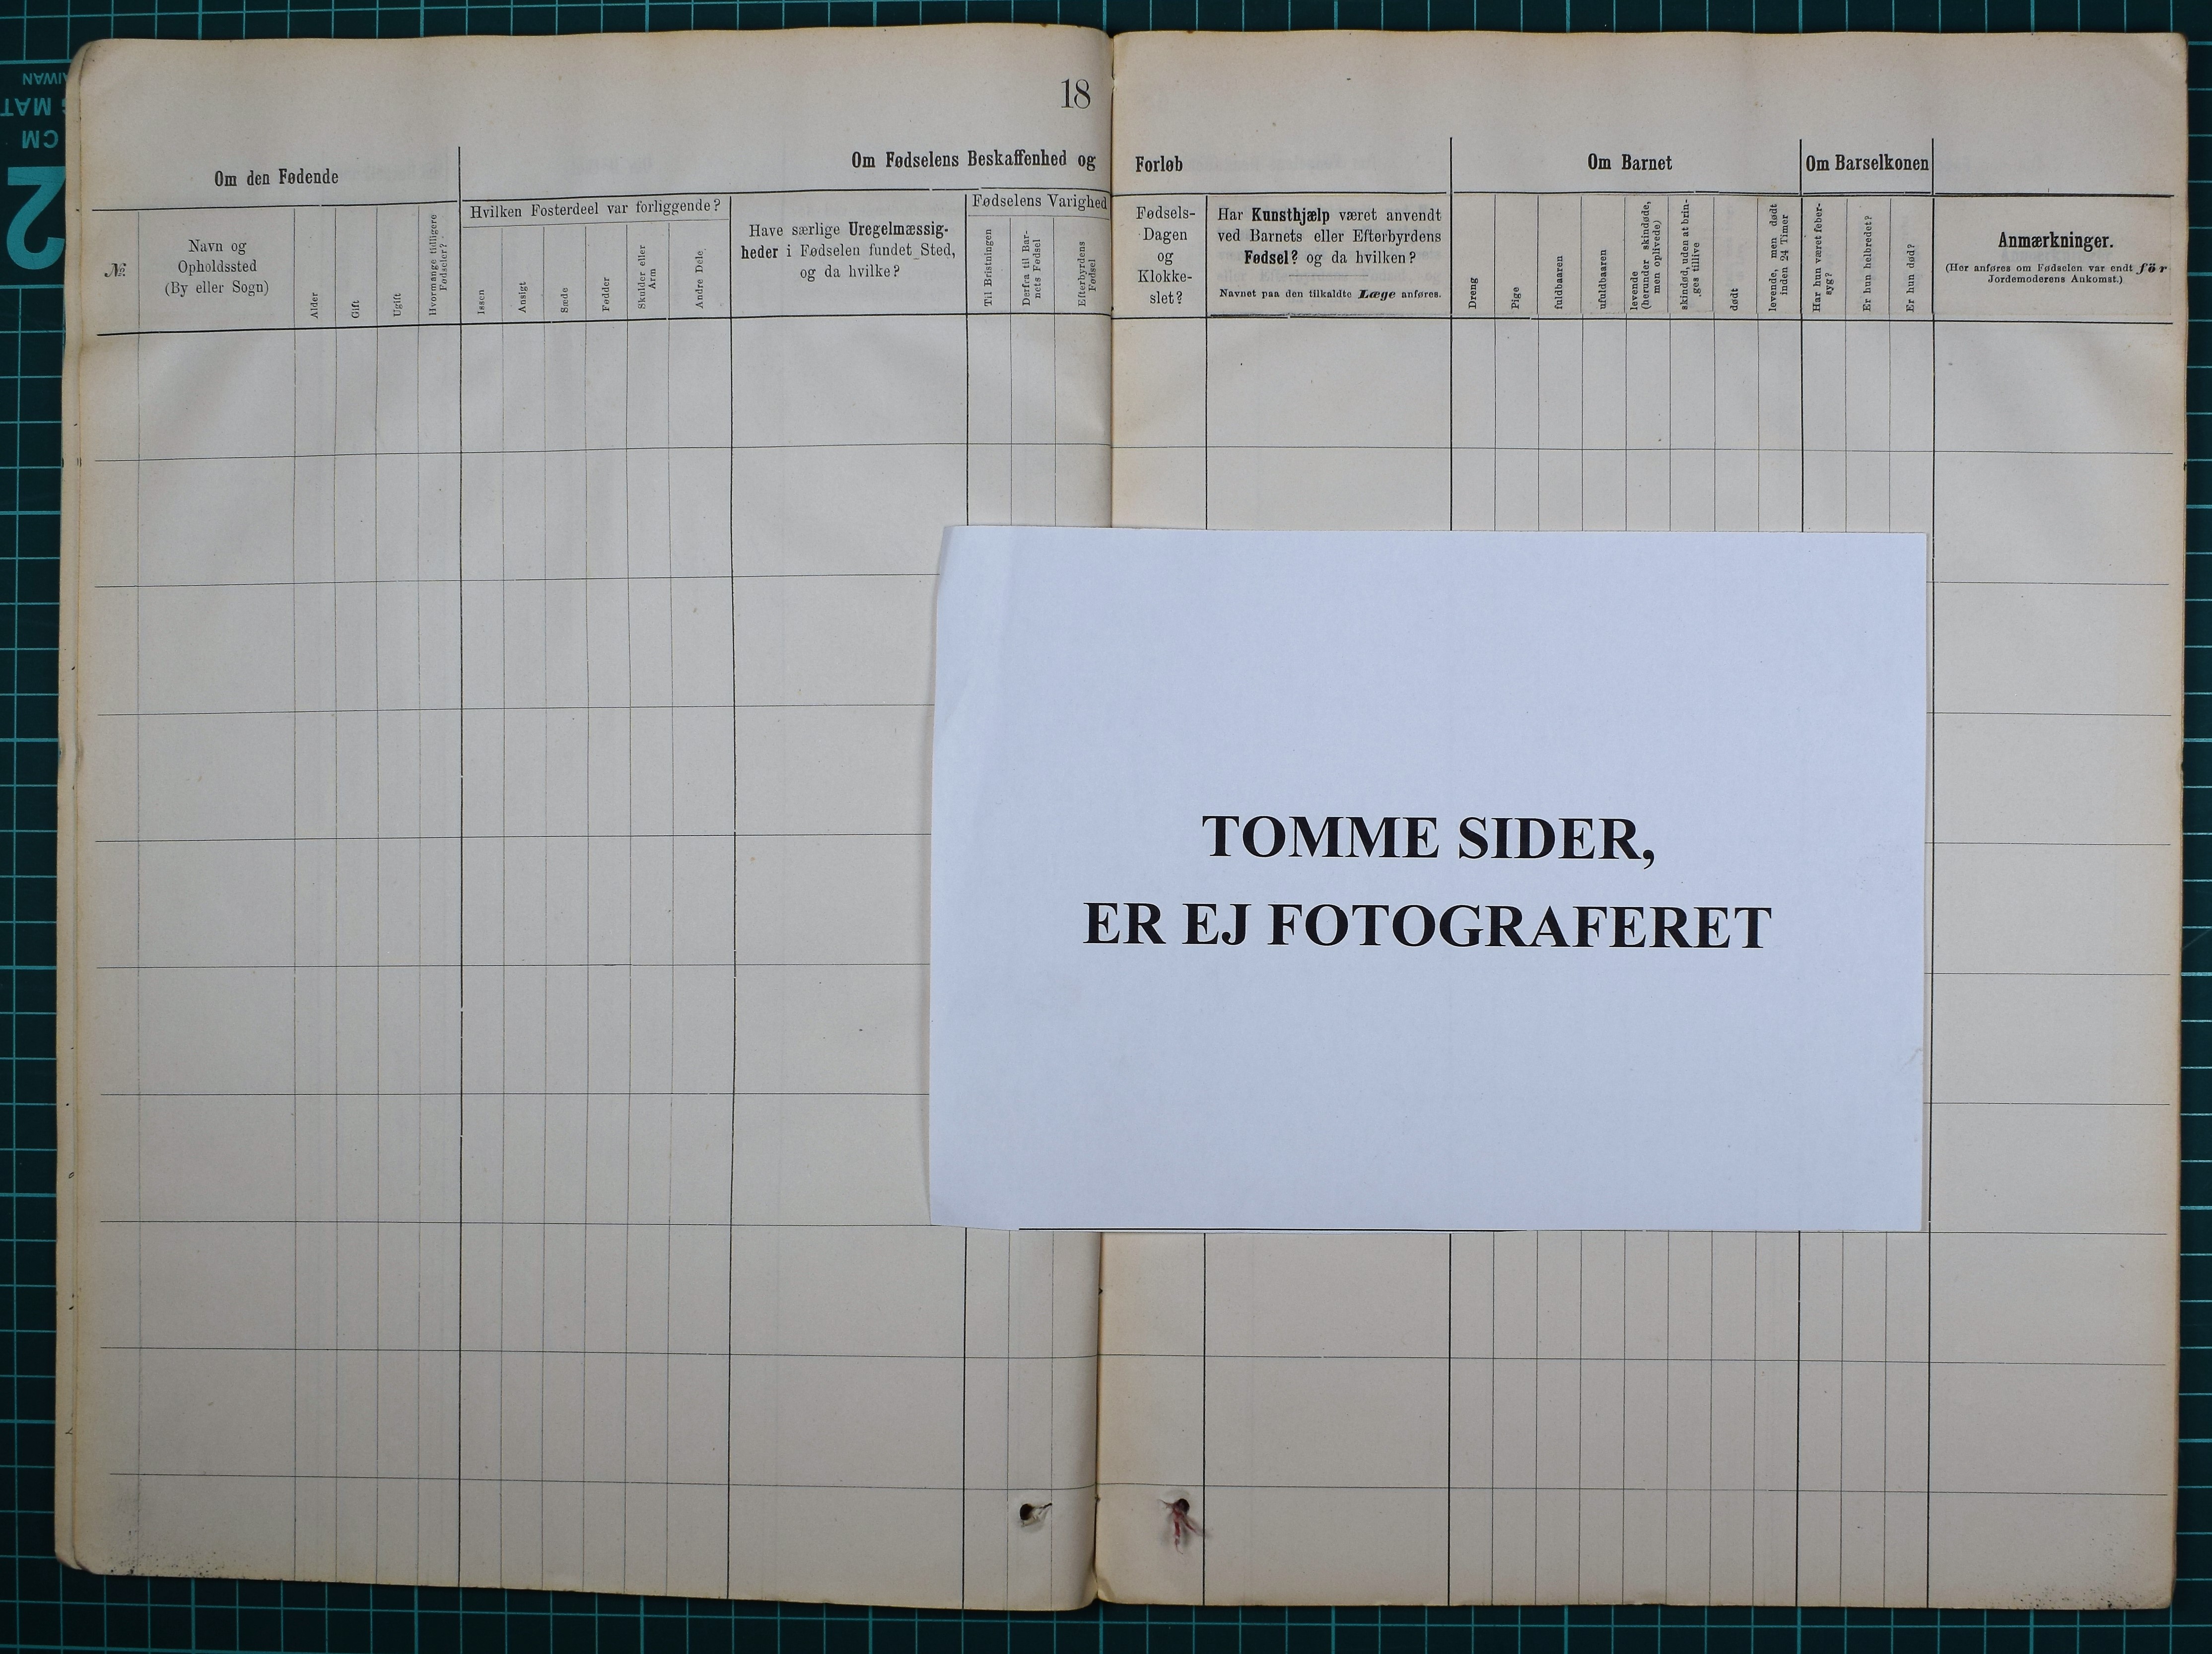 18
Om den Fødende
Om Fødselens Beskaffenhed og
Forløb
Om Barnet
Om Barselkonen
№
Navn og
Opholdssted
(By eller Sogn)
Alder
Gift
Ugift
Hvormange tidligere
Fødseler?
Hvilken Fosterdeel var forliggende?
Issen
Ansigt
Sæde
Fødder
Skulder eller
Arm
Andre Dele
Have særlige Uregelmæssig-
heder i Fødselen fundet Sted,
og da hvilke?
Fødselens Varighed
Til Bristningen
Derfra til Bar-
nets Fødsel
Efterbyrdens
Fødsel
Fødsels-
Dagen
og
Klokke-
slet?
Har Kunsthjælp været anvendt
ved Barnets eller Efterbyrdens
Fødsel? og da hvilken?
Navnet paa den tilkaldte Læge anføres.
Dreng
Pige
fuldbaaren
ufuldbaaren
levende
(herunder skindøde,
men oplivede)
skindød, uden at brin-
ges tillive
dødt
levende, men dødt
inden 24 Timer
Har hun været feber-
syg?
Er hun helbredet?
Er hun død?
Anmærkninger.
(Her anføres om Fødselen var endt för
Jordemoderens Ankomst.)
TOMME SIDER,
ER EJ FOTOGRAFERET
CM
2